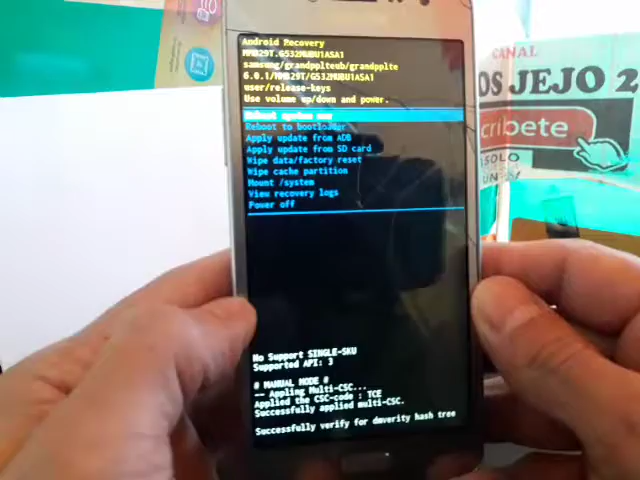 Android Recovery
MMB29T.G532MUBU1ASA1
samsung/grandpplteub/grandpplte
6.0.1/MMB29T/G532MUBU1ASA1
user/release-keys
Use volume up/down and power.
Reboot system now
Reboot to bootloader
Apply update from ADB
Apply update from SD card
Wipe data/factory reset
Wipe cache partition
Mount /system
View recovery logs
Power off
No Support SINGLE-SKU
Supported API: 3
# MANUAL MODE #
-- Appling Multi-CSC...
Applied the CSC-code : TCE
Successfully applied multi-CSC.
Successfully verify for dmverity hash tree
CANAL
OS JEJO 2
cribete
SOLO
UN